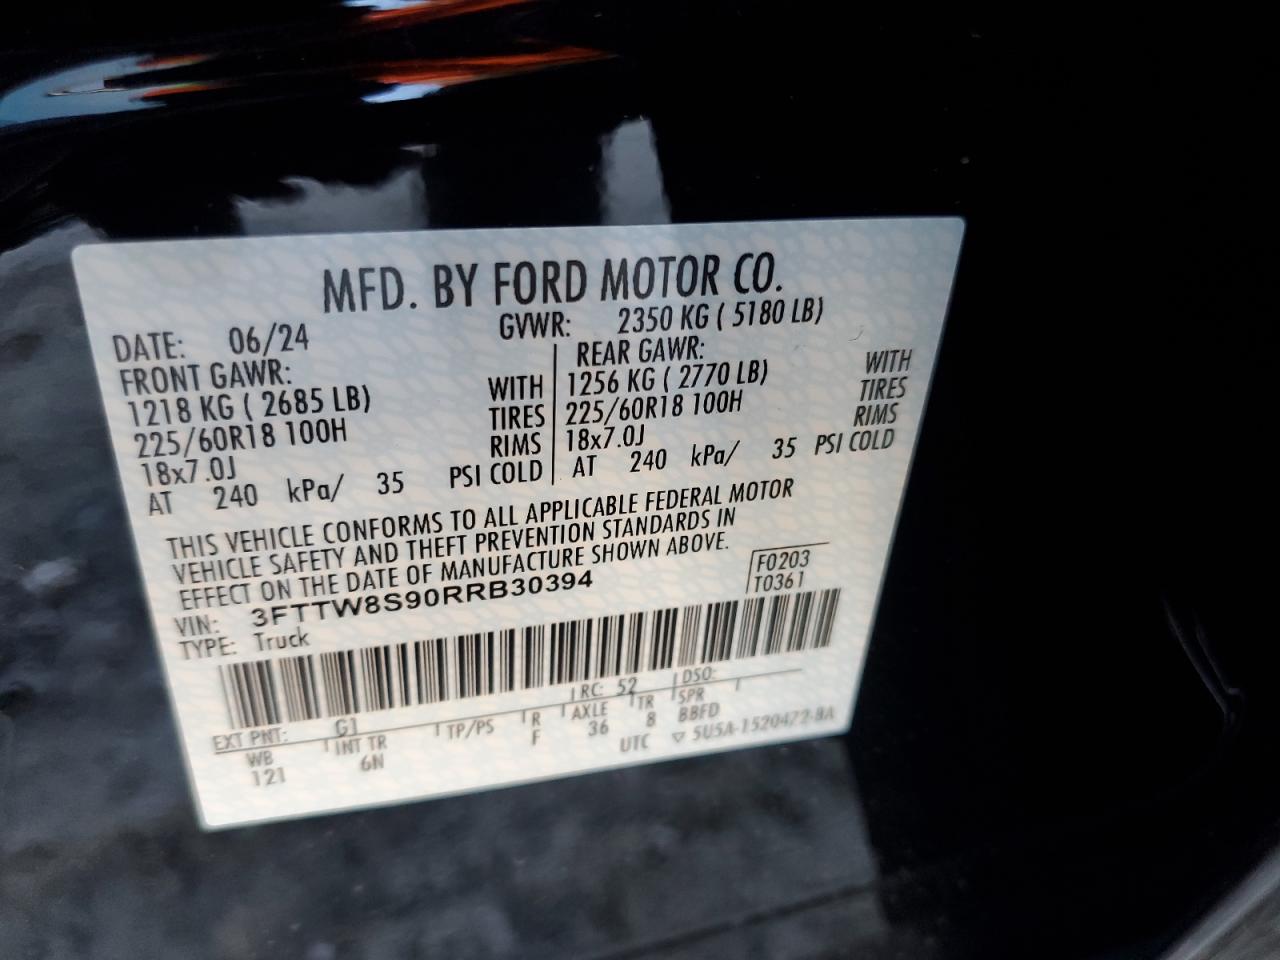 MFD. BY FORD MOTOR CO.
DATE: 06/24 GVWR: 2350 KG ( 5180 LB)
FRONT GAWR: REAR GAWR:
1218 KG ( 2685 LB) WITH 1256 KG ( 2770 LB) WITH
225/60R18 100H TIRES 225/60R18 100H TIRES
18x7.0J RIMS 18x7.0J RIMS
AT 240 kPa/ 35 PSI COLD AT 240 kPa/ 35 PSI COLD
THIS VEHICLE CONFORMS TO ALL APPLICABLE FEDERAL MOTOR
VEHICLE SAFETY AND THEFT PREVENTION STANDARDS IN
EFFECT ON THE DATE OF MANUFACTURE SHOWN ABOVE.
VIN: 3FTTW8S90RRB30394 F0203
TYPE: Truck T0361
EXT PNT: G1 RC: 52 DSO:
WB INT TR TP/PS R AXLE TR SPR
121 6N F 36 8 BBFD
UTC ▽ 5U5A-1520472-BA